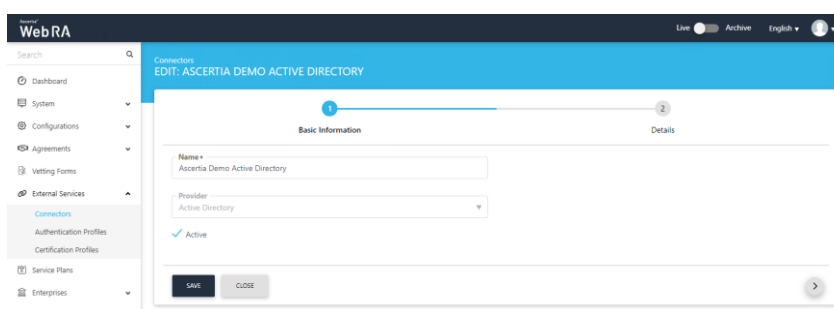 Ascertia
WebRA
Live
Archive
English
Search
Dashboard
System
Configurations
Agreements
Vetting Forms
External Services
Connectors
Authentication Profiles
Certification Profiles
Service Plans
Enterprises
Connectors
EDIT: ASCERTIA DEMO ACTIVE DIRECTORY
1
2
Basic Information
Details
Name*
Ascertia Demo Active Directory
Provider
Active Directory
Active
SAVE
CLOSE